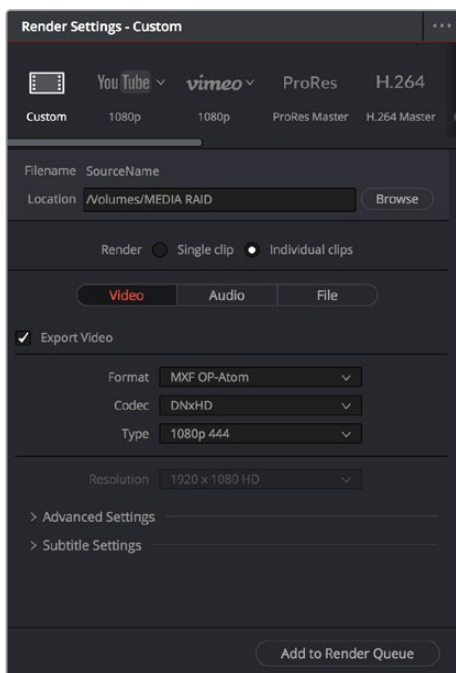 Render Settings - Custom
YouTube vimeo ProRes H.264
Custom 1080p 1080p ProRes Master H.264 Master
Filename SourceName
Location /Volumes/MEDIA RAID Browse
Render Single clip Individual clips
Video Audio File
Export Video
Format MXF OP-Atom
Codec DNxHD
Type 1080p 444
Resolution 1920 x 1080 HD
Advanced Settings
Subtitle Settings
Add to Render Queue